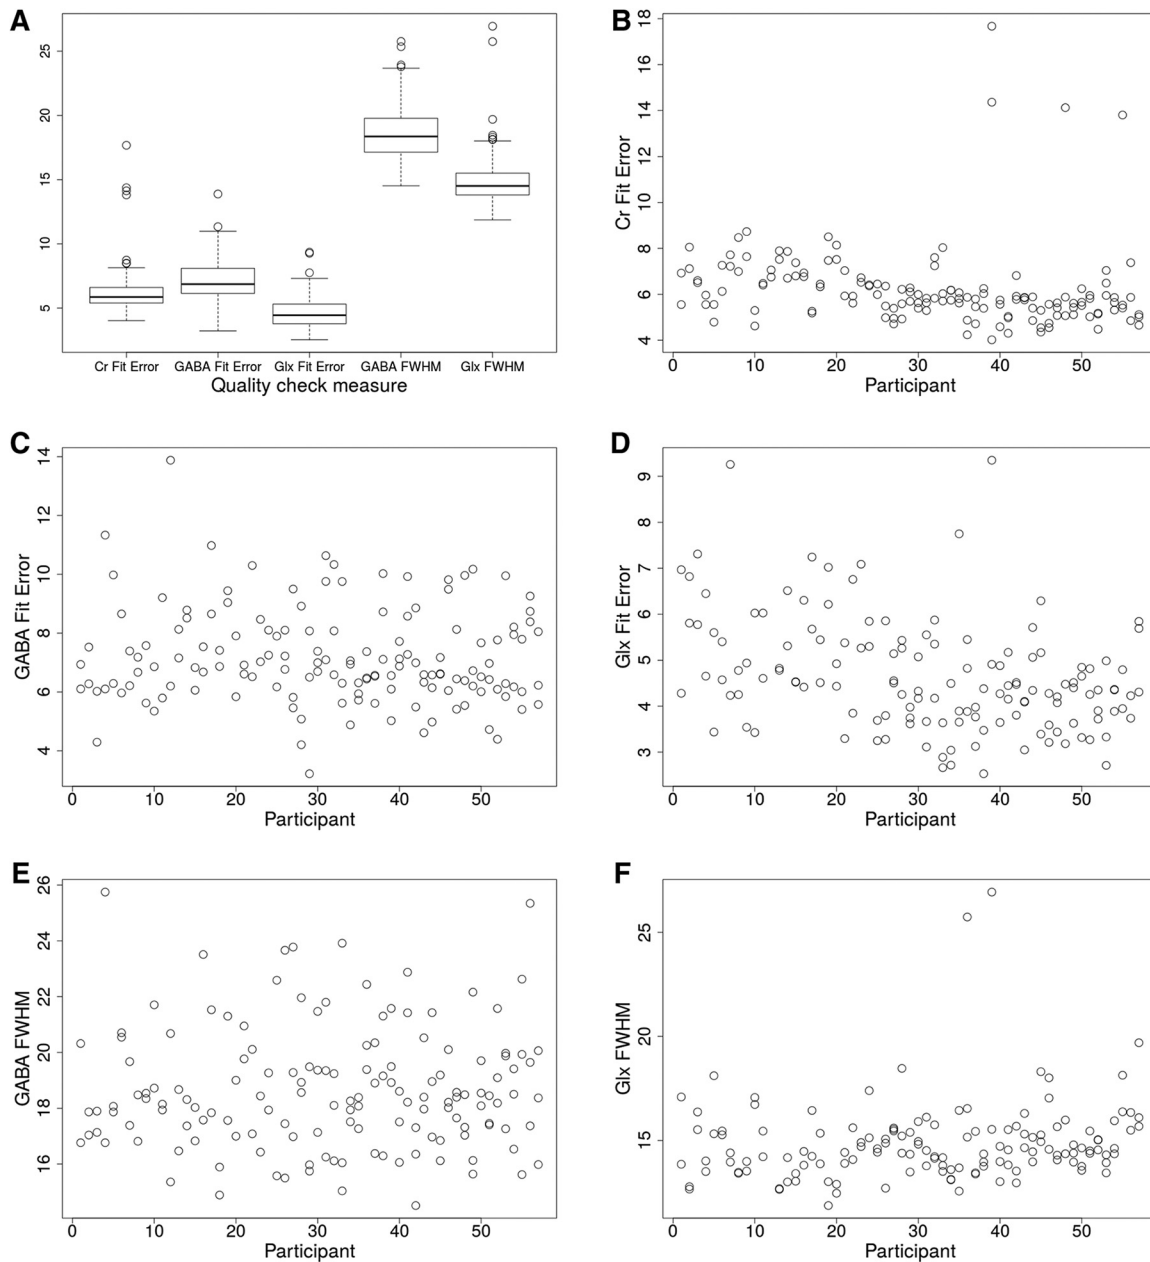 A
25
20
15
10
5
Cr Fit Error GABA Fit Error Glx Fit Error GABA FWHM Glx FWHM
Quality check measure
B
Cr Fit Error
18
16
14
12
10
8
6
4
0 10 20 30 40 50
Participant
C
GABA Fit Error
14
12
10
8
6
4
0 10 20 30 40 50
Participant
D
Glx Fit Error
9
8
7
6
5
4
3
0 10 20 30 40 50
Participant
E
GABA FWHM
26
24
22
20
18
16
0 10 20 30 40 50
Participant
F
Glx FWHM
25
20
15
0 10 20 30 40 50
Participant